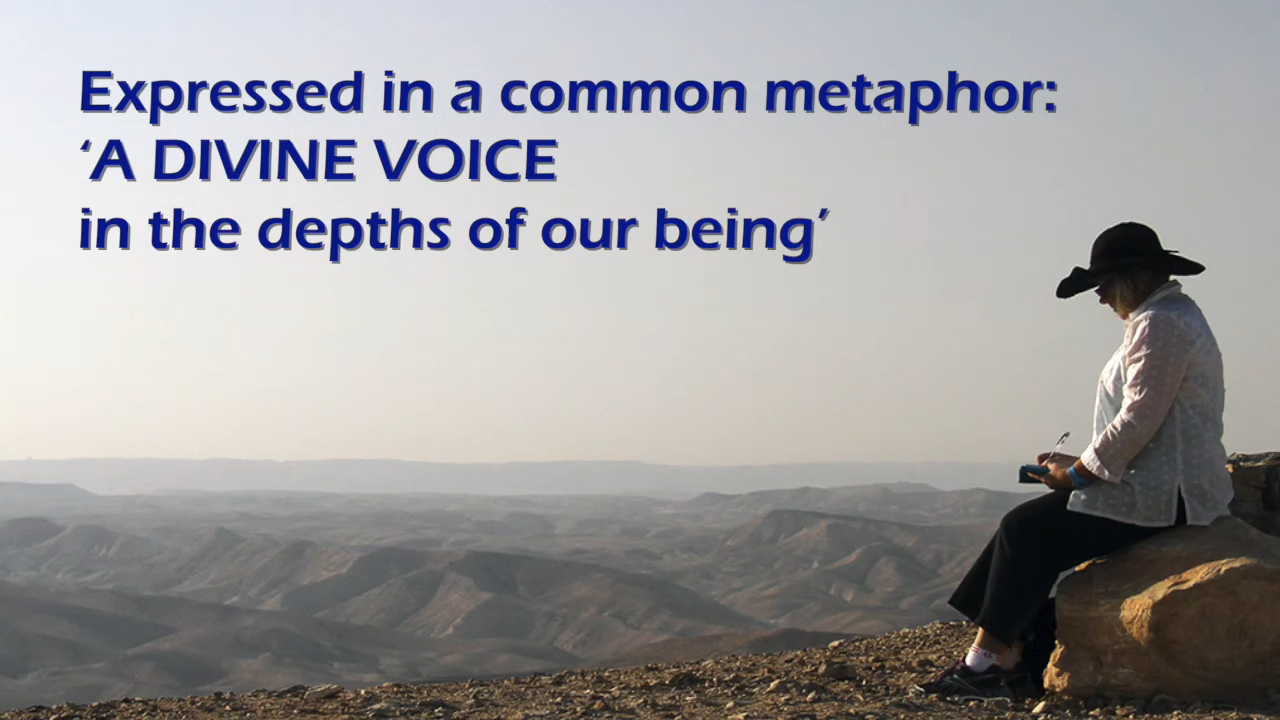 Expressed in a common metaphor:
‘A DIVINE VOICE
in the depths of our being’